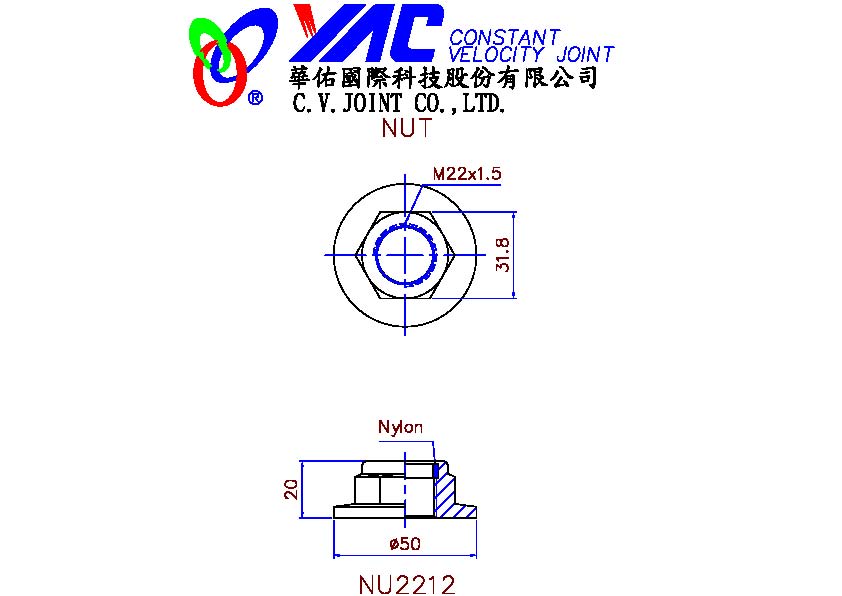 YAC CONSTANT
VELOCITY JOINT
華佑國際科技股份有限公司
® C.V.JOINT CO.,LTD.
NUT
M22x1.5
31.8
Nylon
20
ø50
NU2212